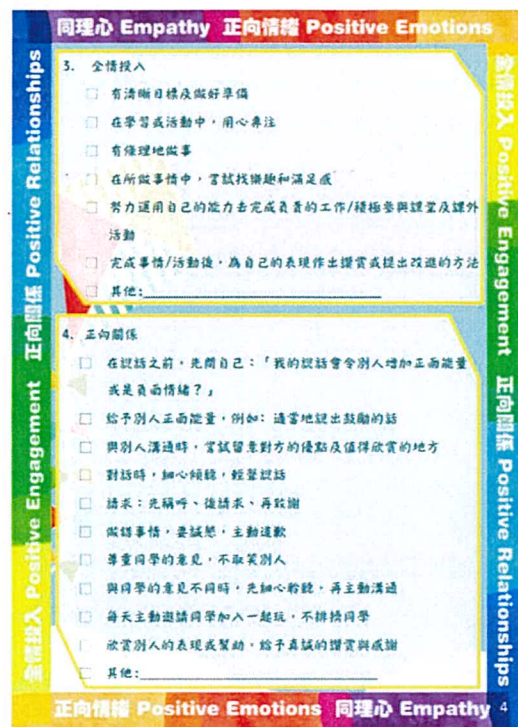 同理心 Empathy 正向情緒 Positive Emotions
正向關係 Positive Relationships
全情投入 Positive Engagement
3. 全情投入
□ 有清晰目標及做好準備
□ 在學習或活動中，用心專注
□ 有條理地做事
□ 在所做事情中，嘗試找樂趣和滿足感
□ 努力運用自己的能力去完成負責的工作/積極參與課堂及課外
活動
□ 完成事情/活動後，為自己的表現作出讚賞或提出改進的方法
□ 其他:
4. 正向關係
□ 在說話之前，先問自己：「我的說話會令別人增加正面能量
或是負面情緒？」
□ 給予別人正面能量，例如：適當地說出鼓勵的話
□ 與別人溝通時，嘗試留意對方的優點及值得欣賞的地方
□ 對話時，細心傾聽，輕聲說話
□ 請求：先稱呼、後請求、再致謝
□ 做錯事情，要誠懇，主動道歉
□ 尊重同學的意見，不取笑別人
□ 與同學的意見不同時，先細心聆聽，再主動溝通
□ 每天主動邀請同學加入一起玩，不排擠同學
□ 欣賞別人的表現或幫助，給予真誠的讚賞與感謝
□ 其他:
全情投入 Positive Engagement
正向關係 Positive Relationships
正向情緒 Positive Emotions 同理心 Empathy 4